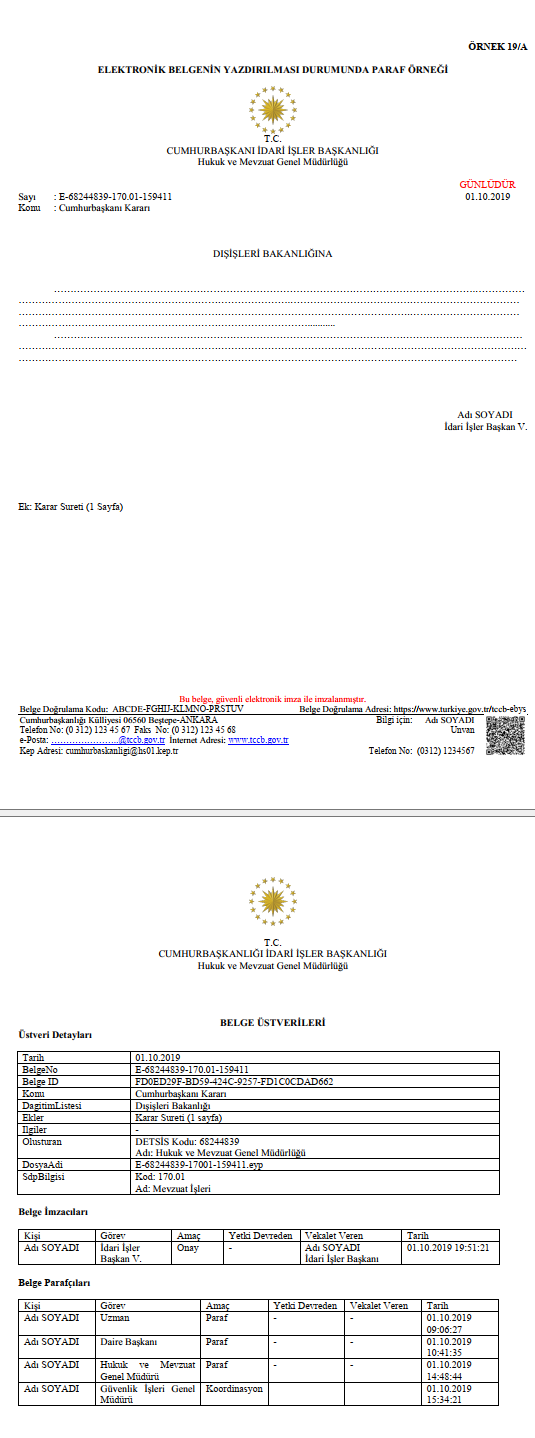 ÖRNEK 19/A
ELEKTRONİK BELGENİN YAZDIRILMASI DURUMUNDA PARAF ÖRNEĞİ
T.C.
CUMHURBAŞKANI İDARİ İŞLER BAŞKANLIĞI
Hukuk ve Mevzuat Genel Müdürlüğü
GÜNLÜDÜR
Sayı : E-68244839-170.01-159411 01.10.2019
Konu : Cumhurbaşkanı Kararı
DIŞİŞLERİ BAKANLIĞINA
Adı SOYADI
İdari İşler Başkan V.
Ek: Karar Sureti (1 Sayfa)
Bu belge, güvenli elektronik imza ile imzalanmıştır.
Belge Doğrulama Kodu: ABCDE-FGHIJ-KLMNO-PRSTUV Belge Doğrulama Adresi: https://www.turkiye.gov.tr/tccb-ebys
Cumhurbaşkanlığı Külliyesi 06560 Beştepe-ANKARA Bilgi için: Adı SOYADI
Telefon No: (0 312) 123 45 67 Faks No: (0 312) 123 45 68 Unvan
e-Posta: ........................@tccb.gov.tr İnternet Adresi: www.tccb.gov.tr
Kep Adresi: cumhurbaskanligi@hs01.kep.tr Telefon No: (0312) 1234567
T.C.
CUMHURBAŞKANLIĞI İDARİ İŞLER BAŞKANLIĞI
Hukuk ve Mevzuat Genel Müdürlüğü
BELGE ÜSTVERİLERİ
Üstveri Detayları
Tarih 01.10.2019
BelgeNo E-68244839-170.01-159411
Belge ID FD0ED29F-BD59-424C-9257-FD1C0CDAD662
Konu Cumhurbaşkanı Kararı
DagitimListesi Dışişleri Bakanlığı
Ekler Karar Sureti (1 sayfa)
Ilgiler -
Olusturan DETSİS Kodu: 68244839
Adı: Hukuk ve Mevzuat Genel Müdürlüğü
DosyaAdi E-68244839-17001-159411.eyp
SdpBilgisi Kod: 170.01
Ad: Mevzuat İşleri
Belge İmzacıları
Kişi Görev Amaç Yetki Devreden Vekalet Veren Tarih
Adı SOYADI İdari İşler Onay - Adı SOYADI 01.10.2019 19:51:21
Başkan V. İdari İşler Başkanı
Belge Parafçıları
Kişi Görev Amaç Yetki Devreden Vekalet Veren Tarih
Adı SOYADI Uzman Paraf - - 01.10.2019
09:06:27
Adı SOYADI Daire Başkanı Paraf - - 01.10.2019
10:41:35
Adı SOYADI Hukuk ve Mevzuat Paraf - - 01.10.2019
Genel Müdürü 14:48:44
Adı SOYADI Güvenlik İşleri Genel Koordinasyon 01.10.2019
Müdürü 15:34:21